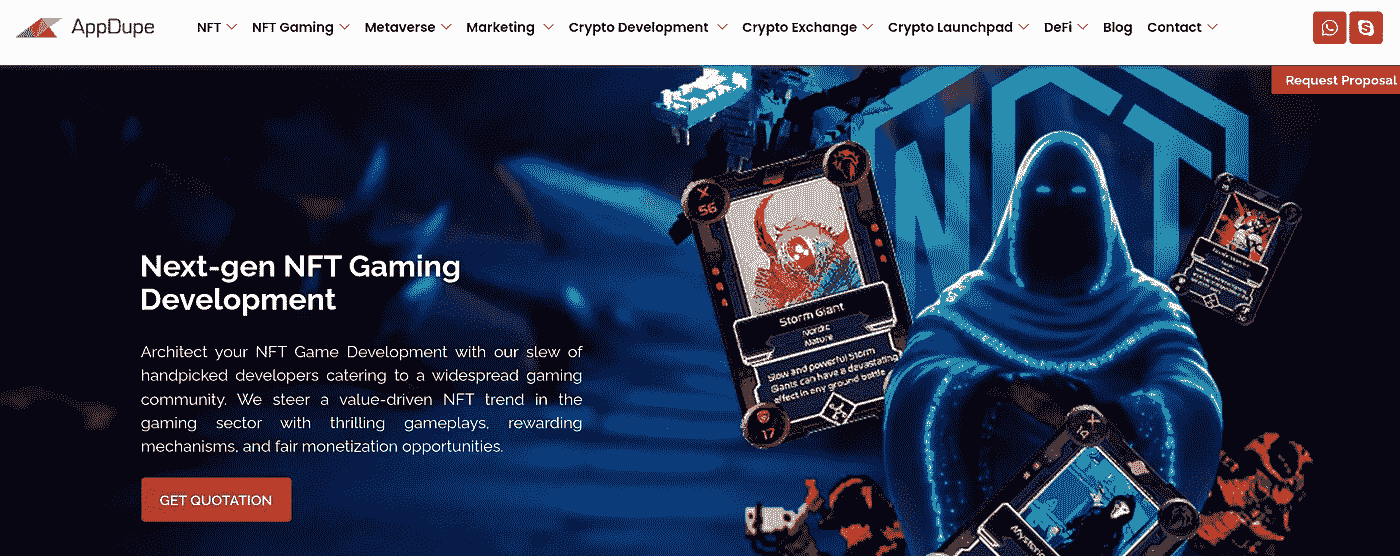 AppDupe
NFT NFT Gaming Metaverse Marketing Crypto Development Crypto Exchange Crypto Launchpad DeFi Blog Contact
Request Proposal
NFT
Next-gen NFT Gaming
Development
Architect your NFT Game Development with our slew of
handpicked developers catering to a widespread gaming
community. We steer a value-driven NFT trend in the
gaming sector with thrilling gameplays, rewarding
mechanisms, and fair monetization opportunities.
GET QUOTATION
X
56
Storm Giant
Nordic
Nature
Slow and powerful Storm
Giants can have a devastating
effect in any ground battle
17
X
14